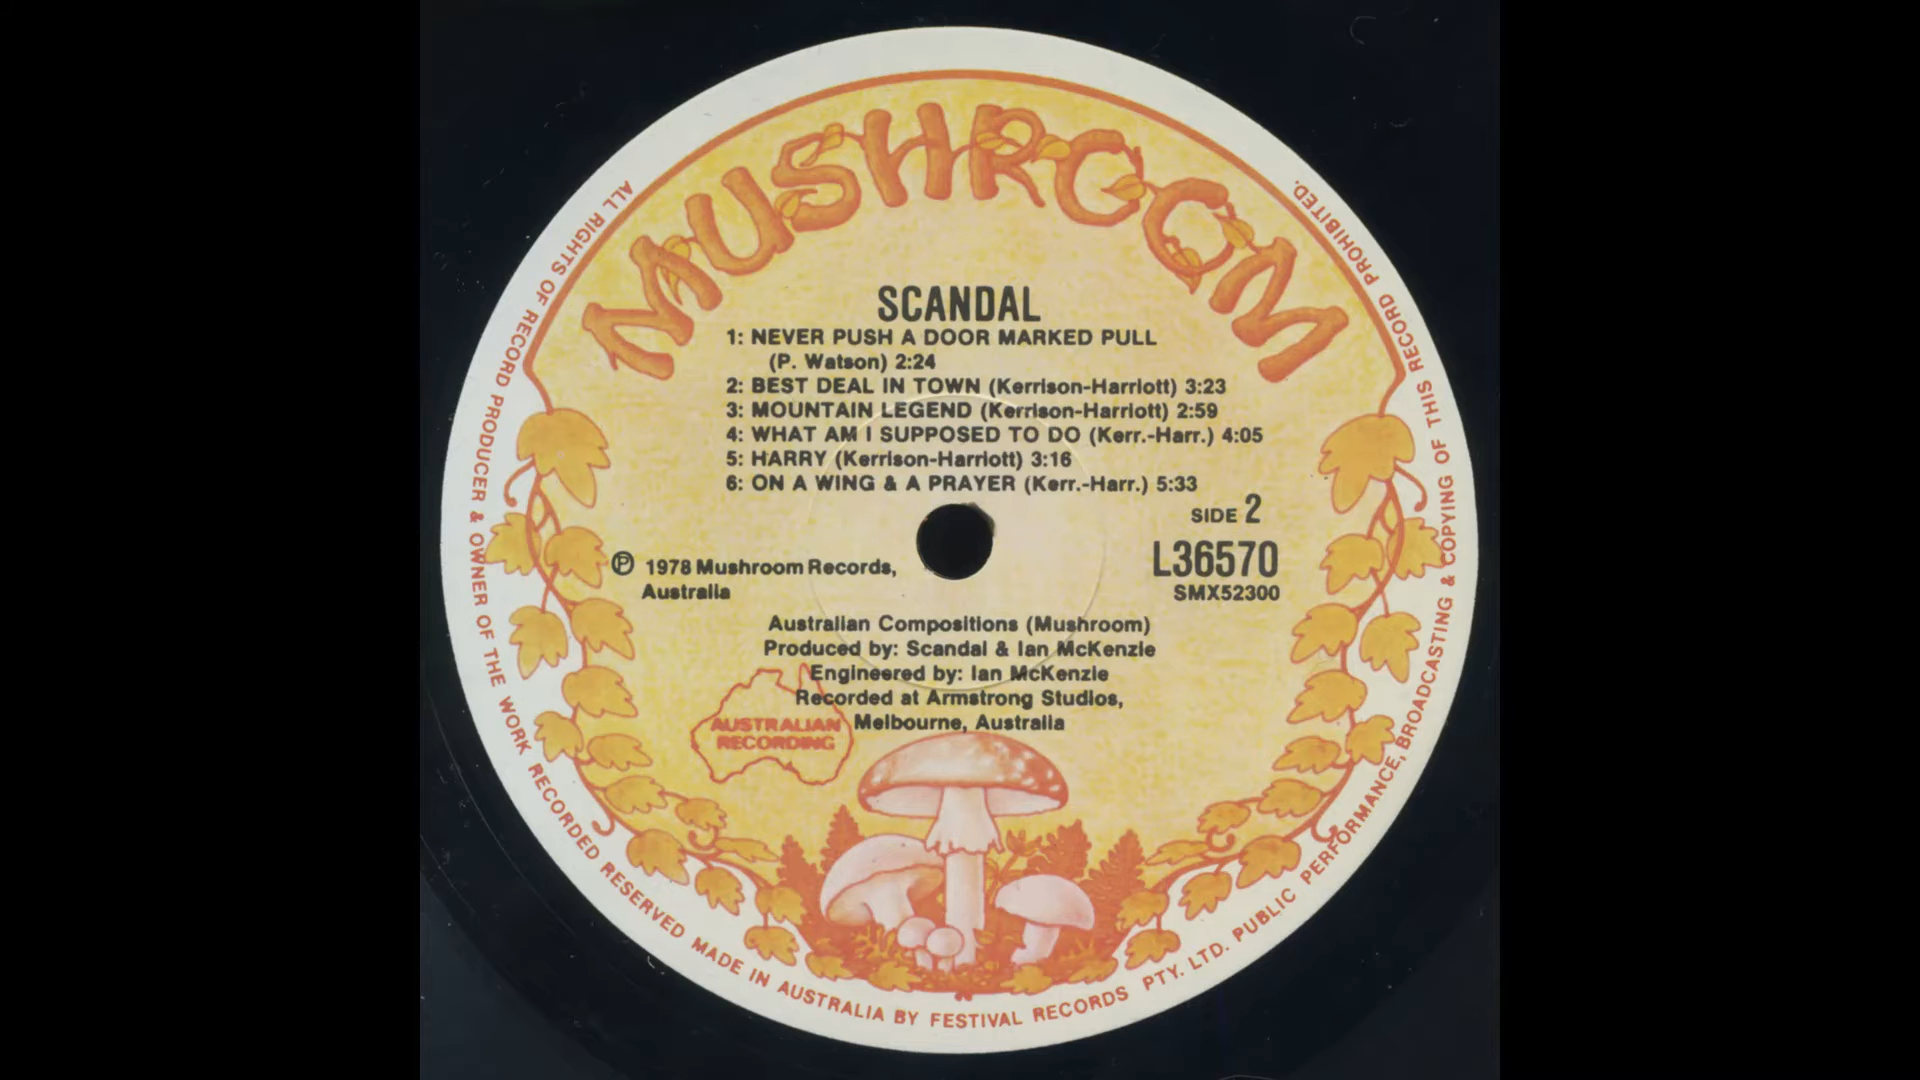 MUSHROOM
SCANDAL
1: NEVER PUSH A DOOR MARKED PULL
(P. Watson) 2:24
2: BEST DEAL IN TOWN (Kerrison-Harriott) 3:23
3: MOUNTAIN LEGEND (Kerrison-Harriott) 2:59
4: WHAT AM I SUPPOSED TO DO (Kerr.-Harr.) 4:05
5: HARRY (Kerrison-Harriott) 3:16
6: ON A WING & A PRAYER (Kerr.-Harr.) 5:33
SIDE 2
L36570
SMX52300
Ⓟ 1978 Mushroom Records,
Australia
Australian Compositions (Mushroom)
Produced by: Scandal & Ian McKenzie
Engineered by: Ian McKenzie
Recorded at Armstrong Studios,
Melbourne, Australia
AUSTRALIAN
RECORDING
ALL RIGHTS OF RECORD PRODUCER & OWNER OF THE WORK RECORDED RESERVED MADE IN AUSTRALIA BY FESTIVAL RECORDS PTY. LTD. PUBLIC PERFORMANCE, BROADCASTING & COPYING OF THIS RECORD PROHIBITED.